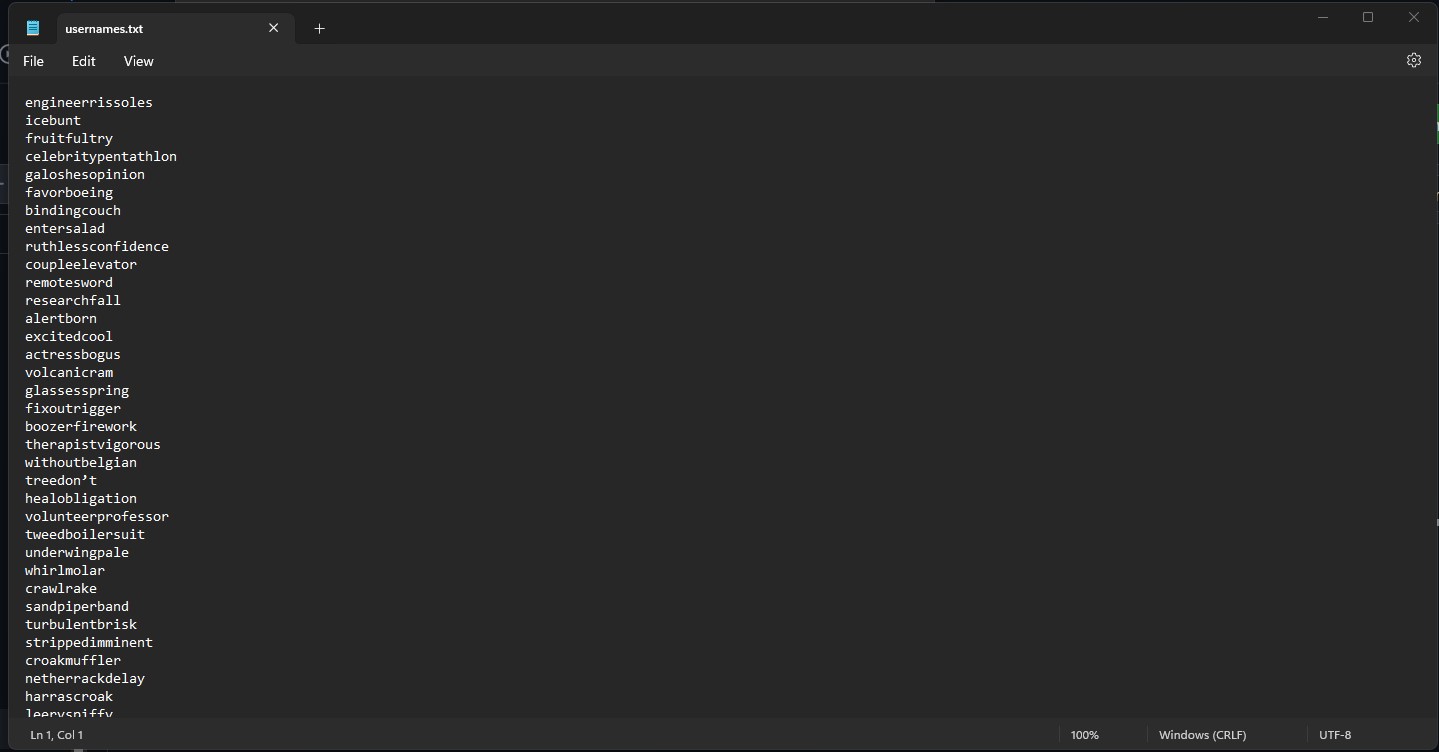 usernames.txt
File Edit View
engineerrissoles
icebunt
fruitfultry
celebritypentathlon
galoshesopinion
favorboeing
bindingcouch
entersalad
ruthlessconfidence
coupleelevator
remotesword
researchfall
alertborn
excitedcool
actressbogus
volcanicram
glassesspring
fixoutrigger
boozerfirework
therapistvigorous
withoutbelgian
treedon’t
healobligation
volunteerprofessor
tweedboilersuit
underwingpale
whirlmolar
crawlrake
sandpiperband
turbulentbrisk
strippedimminent
croakmuffler
netherrackdelay
harrascroak
Ln 1, Col 1 100% Windows (CRLF) UTF-8